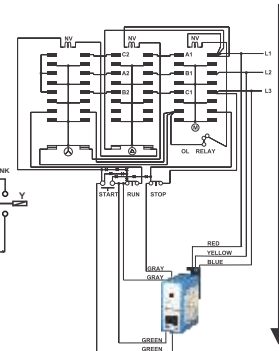 NV NV NV
C2 A1 L1
A2 B1 L2
B2 C1 L3
M
OL RELAY
NK
START RUN STOP
Y
RED
YELLOW
BLUE
GRAY
GRAY
GREEN
GREEN